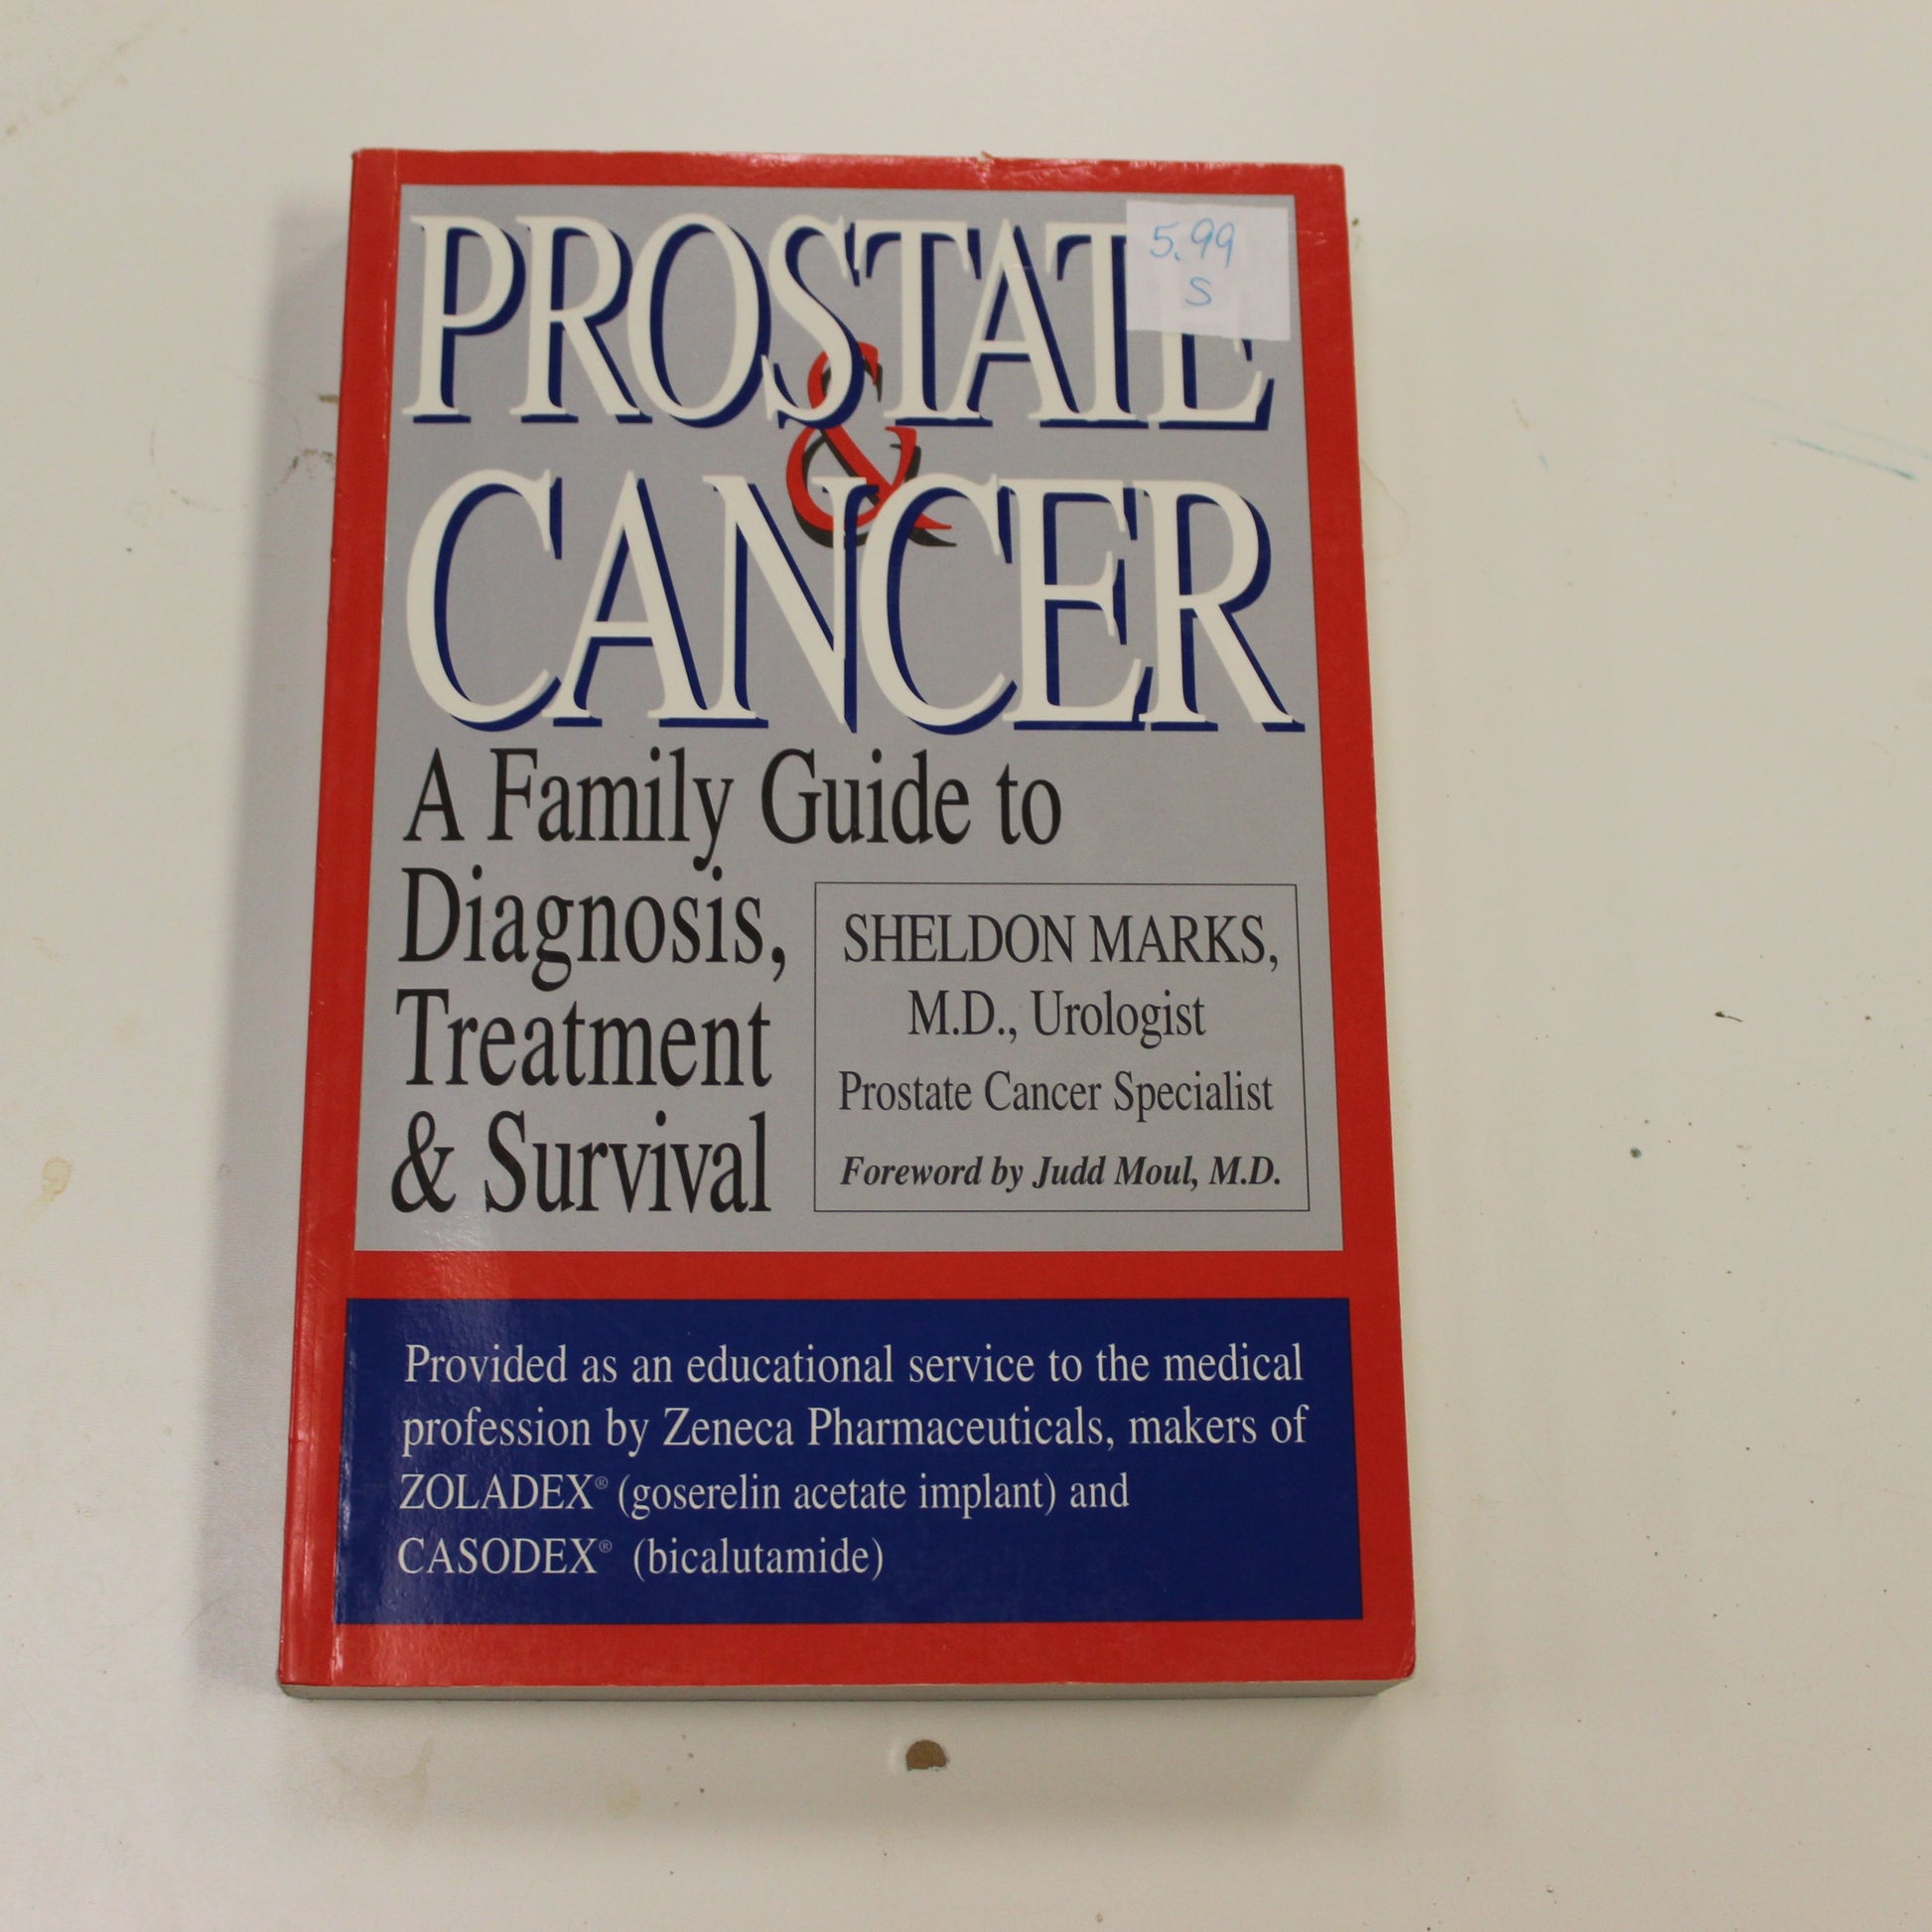 PROSTATE
5.99
S
&
CANCER
A Family Guide to
Diagnosis,
Treatment
& Survival
SHELDON MARKS,
M.D., Urologist
Prostate Cancer Specialist
Foreword by Judd Moul, M.D.
Provided as an educational service to the medical
profession by Zeneca Pharmaceuticals, makers of
ZOLADEX® (goserelin acetate implant) and
CASODEX® (bicalutamide)